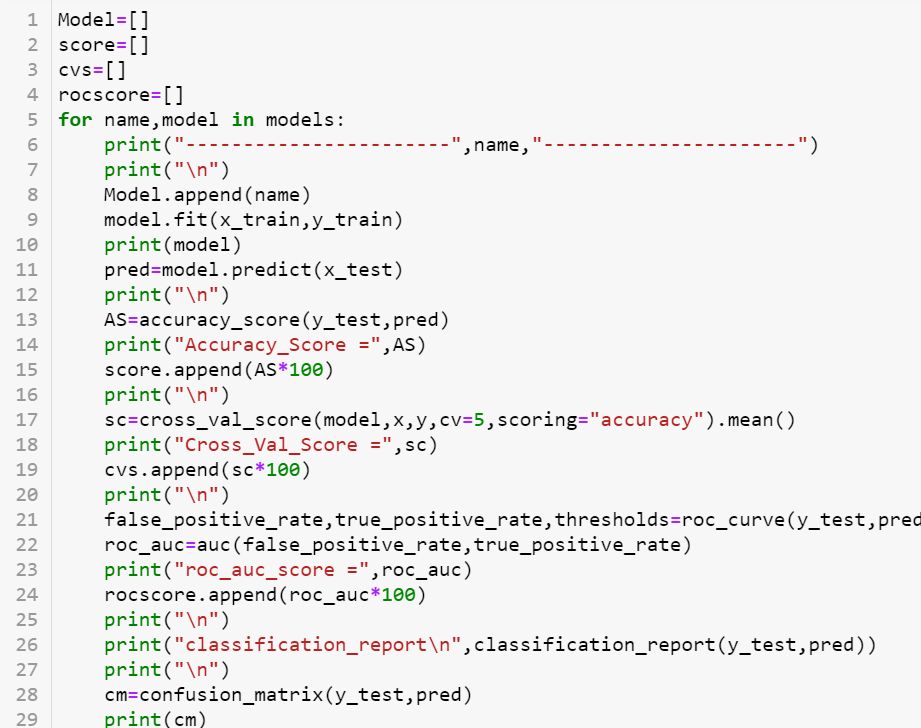 1 Model=[]
2 score=[]
3 cvs=[]
4 rocscore=[]
5 for name,model in models:
6     print("-----------------------",name,"----------------------")
7     print("\n")
8     Model.append(name)
9     model.fit(x_train,y_train)
10     print(model)
11     pred=model.predict(x_test)
12     print("\n")
13     AS=accuracy_score(y_test,pred)
14     print("Accuracy_Score =",AS)
15     score.append(AS*100)
16     print("\n")
17     sc=cross_val_score(model,x,y,cv=5,scoring="accuracy").mean()
18     print("Cross_Val_Score =",sc)
19     cvs.append(sc*100)
20     print("\n")
21     false_positive_rate,true_positive_rate,thresholds=roc_curve(y_test,pred
22     roc_auc=auc(false_positive_rate,true_positive_rate)
23     print("roc_auc_score =",roc_auc)
24     rocscore.append(roc_auc*100)
25     print("\n")
26     print("classification_report\n",classification_report(y_test,pred))
27     print("\n")
28     cm=confusion_matrix(y_test,pred)
29     print(cm)